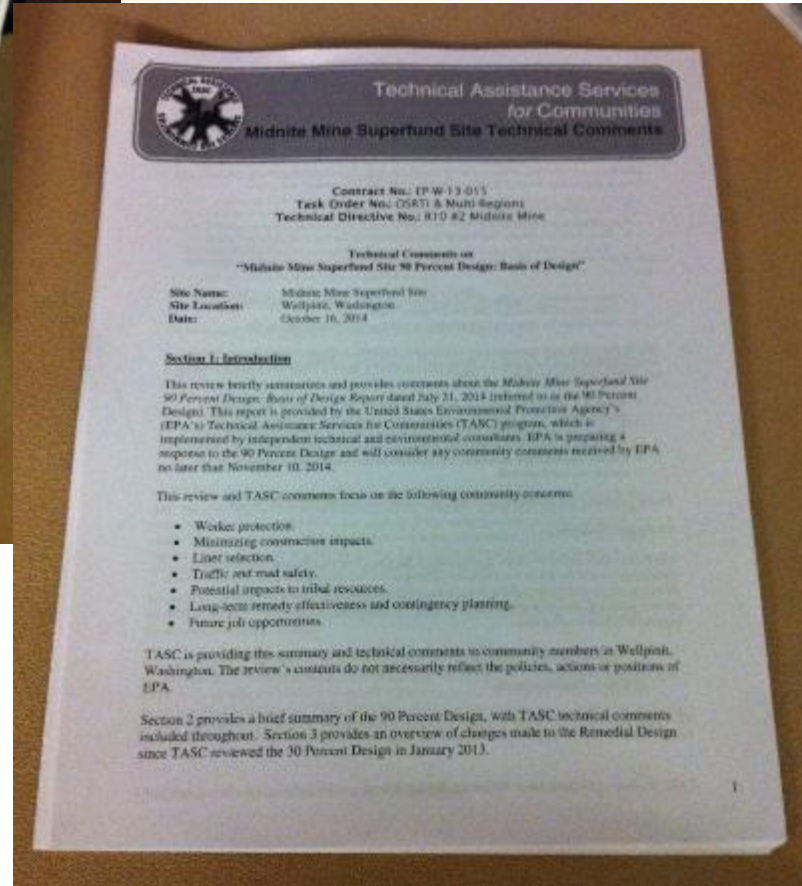 TECHNICAL ASSISTANCE
TASC
Technical Assistance Services
for Communities
Midnite Mine Superfund Site Technical Comments
Contract No.: EP-W-13-015
Task Order No.: OSRTI & Multi Regions
Technical Directive No.: R10 #2 Midnite Mine
Technical Comments on
"Midnite Mine Superfund Site 90 Percent Design: Basis of Design"
Site Name: Midnite Mine Superfund Site
Site Location: Wellpinit, Washington
Date: October 16, 2014
Section 1: Introduction
This review briefly summarizes and provides comments about the Midnite Mine Superfund Site
90 Percent Design: Basis of Design Report dated July 21, 2014 (referred to as the 90 Percent
Design). This report is provided by the United States Environmental Protection Agency's
(EPA's) Technical Assistance Services for Communities (TASC) program, which is
implemented by independent technical and environmental consultants. EPA is preparing a
response to the 90 Percent Design and will consider any community comments received by EPA
no later than November 10, 2014.
This review and TASC comments focus on the following community concerns:
• Worker protection.
• Minimizing construction impacts.
• Liner selection.
• Traffic and road safety.
• Potential impacts to tribal resources.
• Long-term remedy effectiveness and contingency planning.
• Future job opportunities.
TASC is providing this summary and technical comments to community members in Wellpinit,
Washington. The review's contents do not necessarily reflect the policies, actions or positions of
EPA.
Section 2 provides a brief summary of the 90 Percent Design, with TASC technical comments
included throughout. Section 3 provides an overview of changes made to the Remedial Design
since TASC reviewed the 30 Percent Design in January 2013.
1